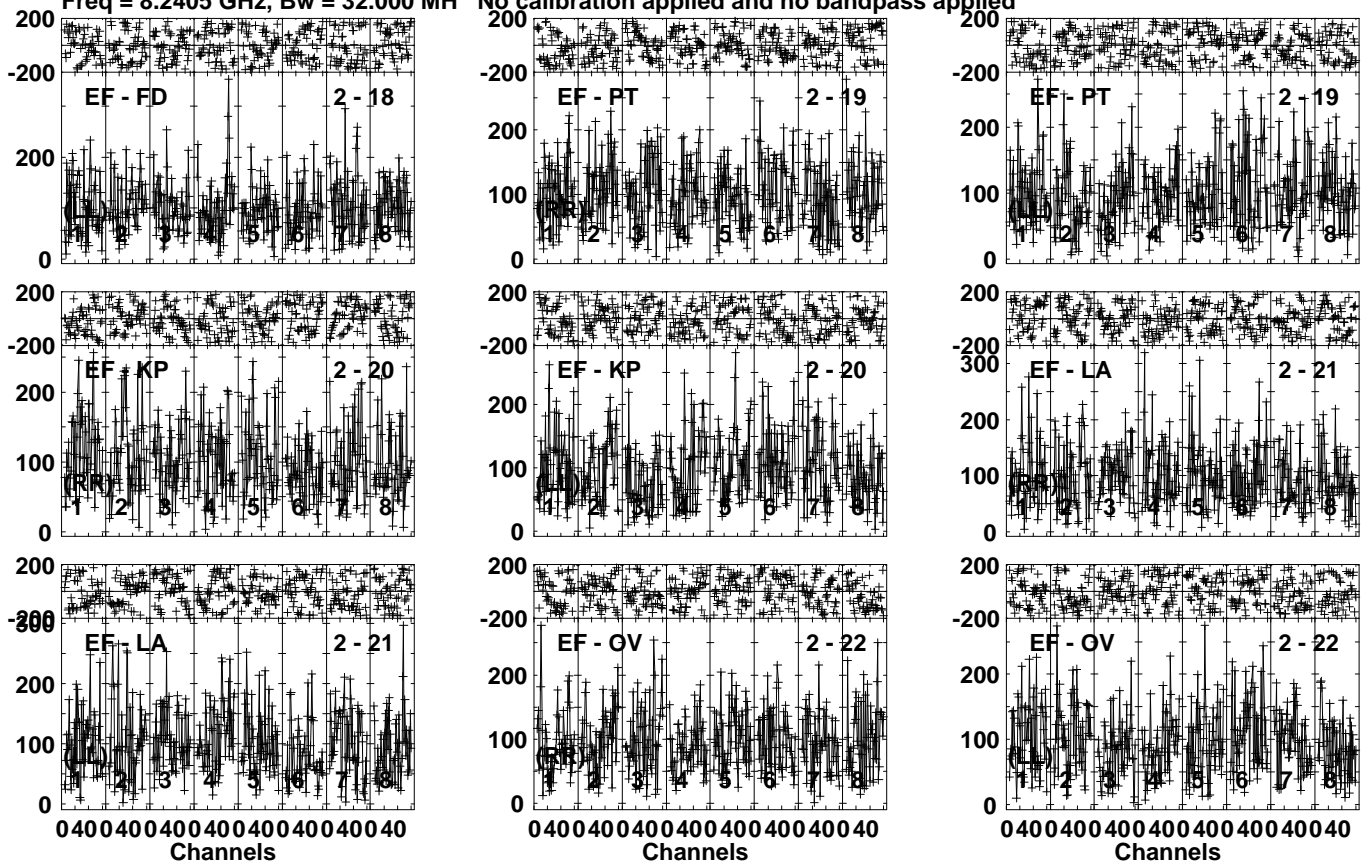 Freq = 8.2405 GHz, Bw = 32.000 MH No calibration applied and no bandpass applied
200
-200
EF - FD 2 - 18
200
(LL)
1 2 3 4 5 6 7 8
0
200
-200
EF - PT 2 - 19
200
100
(RR)
1 2 3 4 5 6 7 8
0
200
-200
EF - PT 2 - 19
200
100
(LL)
1 2 3 4 5 6 7 8
0
200
-200
EF - KP 2 - 20
200
100
(RR)
1 2 3 4 5 6 7 8
0
200
-200
EF - KP 2 - 20
200
100
(LL)
1 2 3 4 5 6 7 8
0
200
-200
300
EF - LA 2 - 21
200
100
(RR)
1 2 3 4 5 6 7 8
0
200
-200
300
EF - LA 2 - 21
200
100
(LL)
1 2 3 4 5 6 7 8
0
0 40 0 40 0 40 0 40 0 40 0 40 0 40 0 40
Channels
200
-200
EF - OV 2 - 22
200
100
(RR)
1 2 3 4 5 6 7 8
0
0 40 0 40 0 40 0 40 0 40 0 40 0 40 0 40
Channels
200
-200
EF - OV 2 - 22
200
100
(LL)
1 2 3 4 5 6 7 8
0
0 40 0 40 0 40 0 40 0 40 0 40 0 40 0 40
Channels